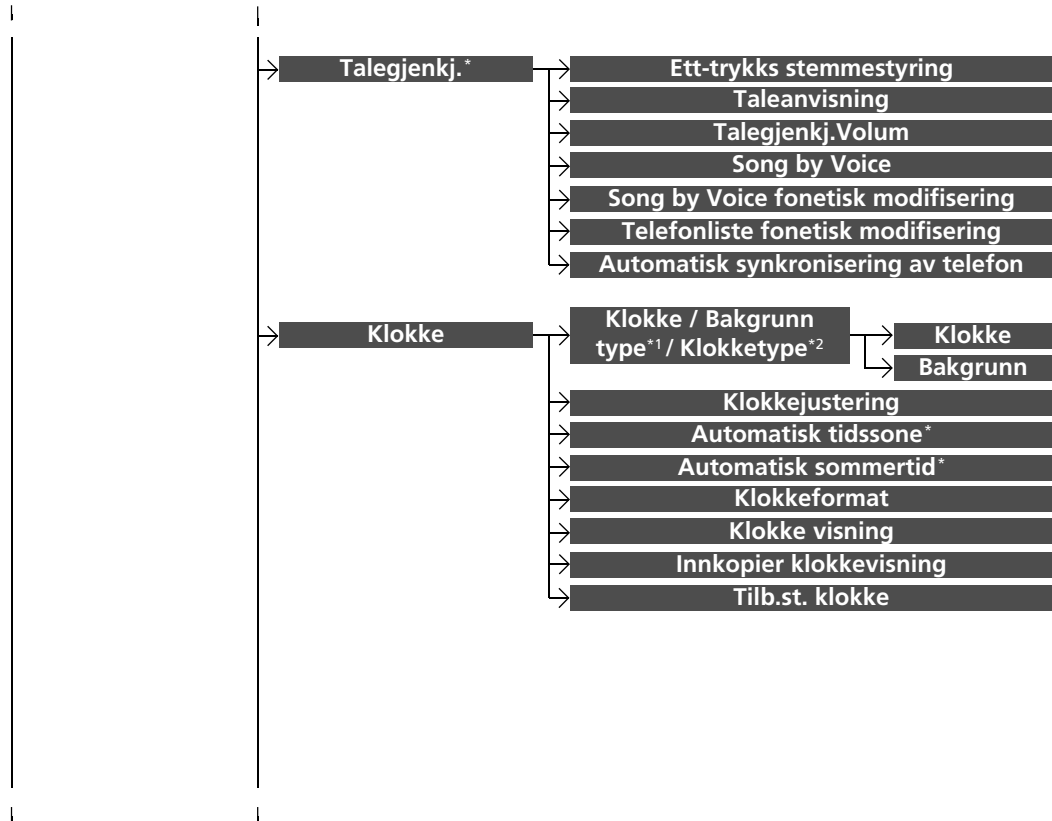 Talegjenkj.*
Ett-trykks stemmestyring
Taleanvisning
Talegjenkj.Volum
Song by Voice
Song by Voice fonetisk modifisering
Telefonliste fonetisk modifisering
Automatisk synkronisering av telefon
Klokke
Klokke / Bakgrunn
type*1 / Klokketype*2
Klokke
Bakgrunn
Klokkejustering
Automatisk tidssone*
Automatisk sommertid*
Klokkeformat
Klokke visning
Innkopier klokkevisning
Tilb.st. klokke